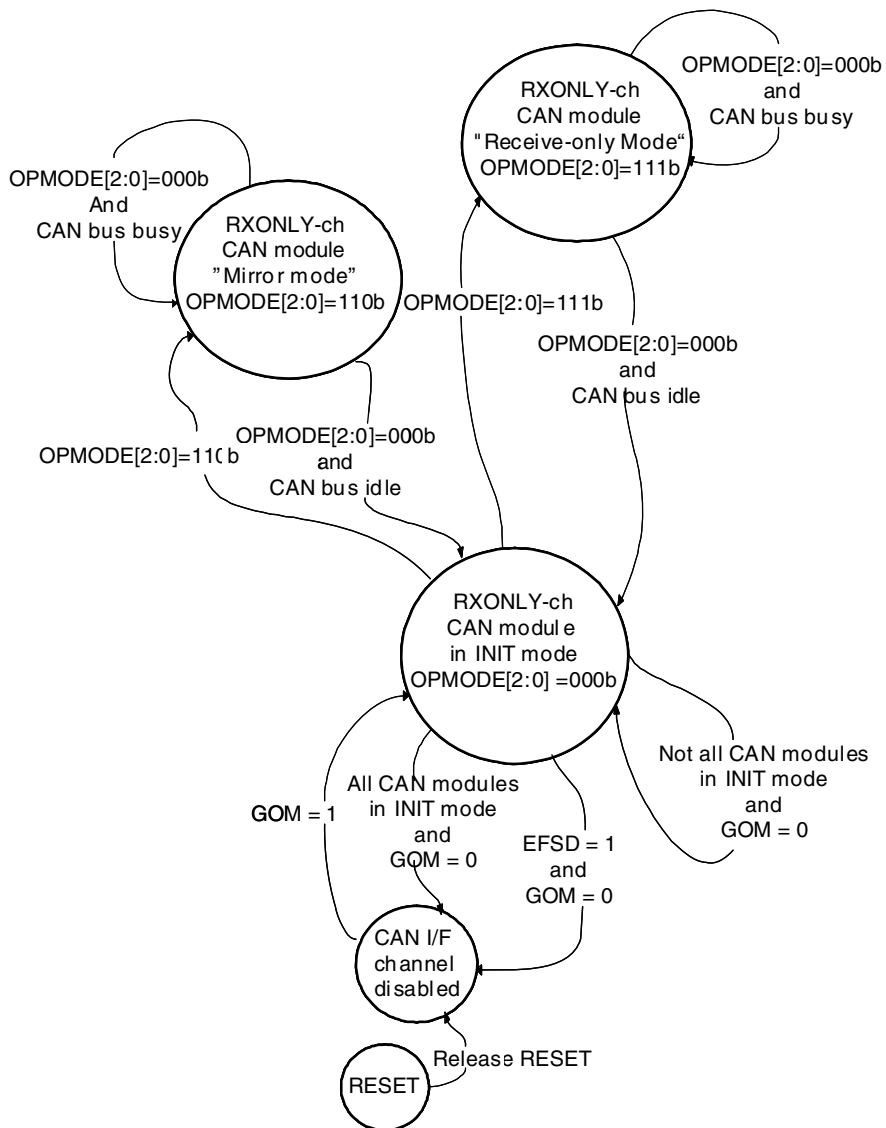 OPMODE[2:0]=000b
and
CAN bus busy
RXONLY-ch
CAN module
"Receive-only Mode“
OPMODE[2:0]=111b
OPMODE[2:0]=000b
And
CAN bus busy
RXONLY-ch
CAN module
”Mirror mode”
OPMODE[2:0]=110b
OPMODE[2:0]=111b
OPMODE[2:0]=000b
and
CAN bus idle
OPMODE[2:0]=110b
OPMODE[2:0]=000b
and
CAN bus idle
RXONLY-ch
CAN module
in INIT mode
OPMODE[2:0] =000b
GOM = 1
All CAN modules
in INIT mode
and
GOM = 0
EFSD = 1
and
GOM = 0
Not all CAN modules
in INIT mode
and
GOM = 0
CAN I/F
channel
disabled
Release RESET
RESET